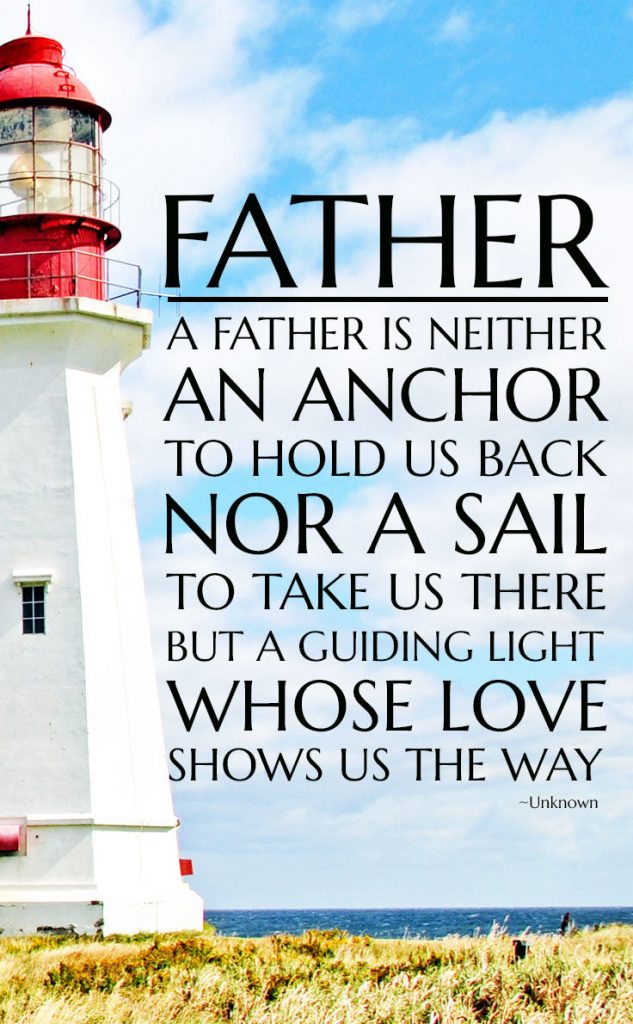 FATHER
A FATHER IS NEITHER
AN ANCHOR
TO HOLD US BACK
NOR A SAIL
TO TAKE US THERE
BUT A GUIDING LIGHT
WHOSE LOVE
SHOWS US THE WAY
~Unknown